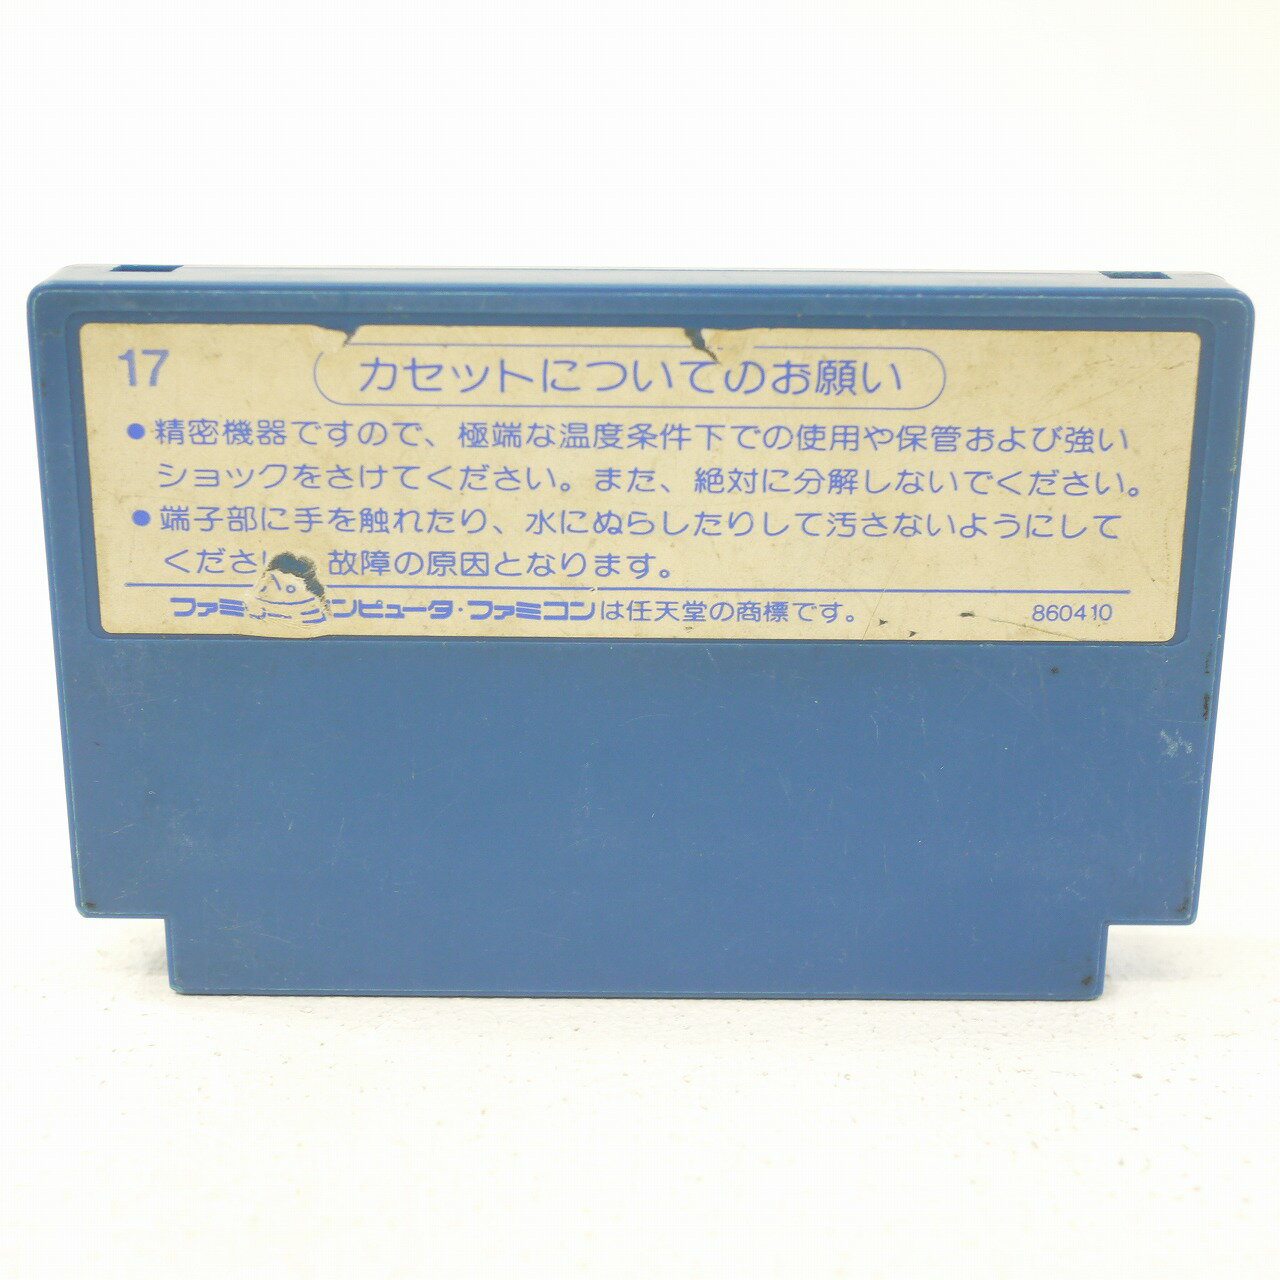 17
カセットについてのお願い
●精密機器ですので、極端な温度条件下での使用や保管および強い
ショックをさけてください。また、絶対に分解しないでください。
●端子部に手を触れたり、水にぬらしたりして汚さないようにして
くださ 故障の原因となります。
ファミ ンピュータ・ファミコンは任天堂の商標です。
860410